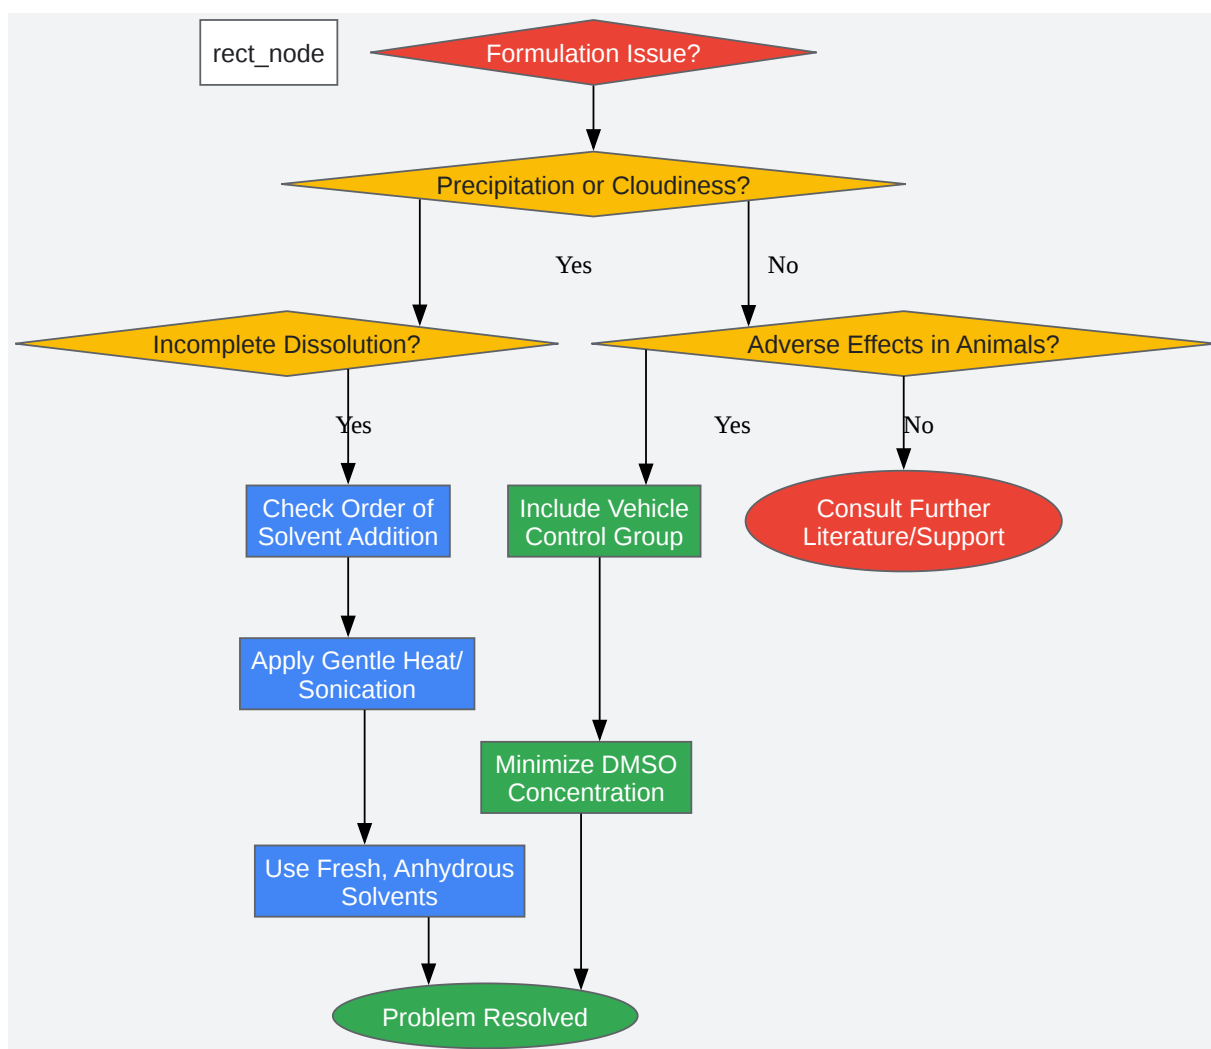 rect_node
Formulation Issue?
Precipitation or Cloudiness?
Yes
No
Incomplete Dissolution?
Adverse Effects in Animals?
Yes
Yes
No
Check Order of
Solvent Addition
Include Vehicle
Control Group
Consult Further
Literature/Support
Apply Gentle Heat/
Sonication
Minimize DMSO
Concentration
Use Fresh, Anhydrous
Solvents
Problem Resolved